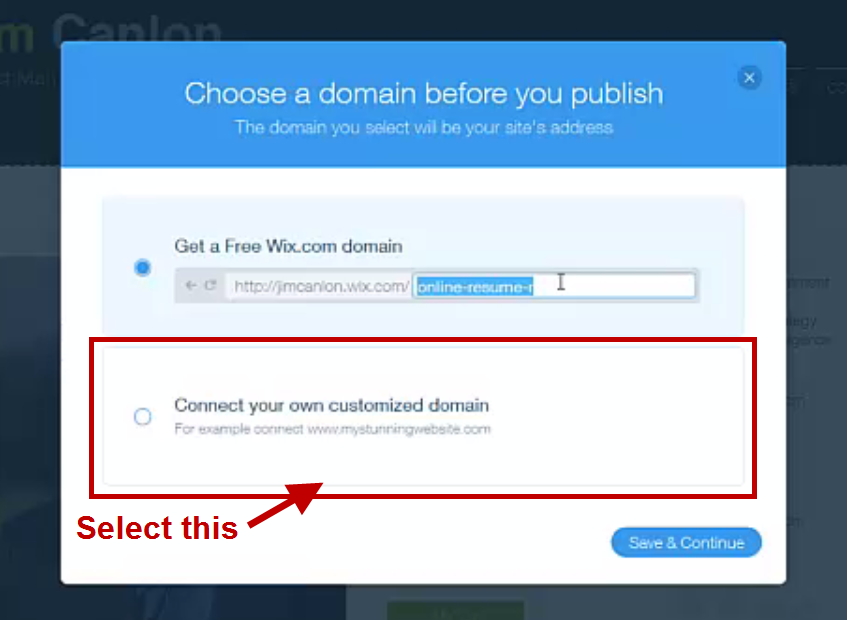 m Canlon
Choose a domain before you publish
The domain you select will be your site's address
Get a Free Wix.com domain
http://jimcanlon.wix.com/ online-resume-r
Connect your own customized domain
For example connect www.mystunningwebsite.com
Select this
Save & Continue